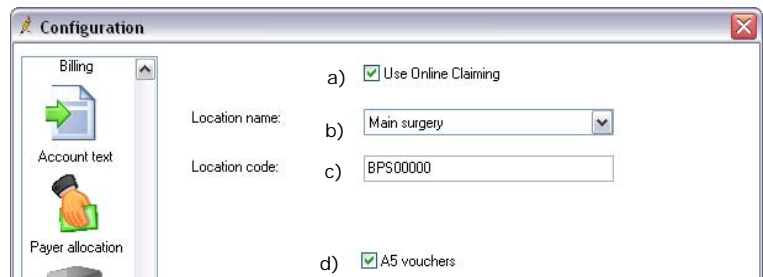 Configuration
Billing
a) Use Online Claiming
Location name: b) Main surgery
Account text
Location code: c) BPS00000
Payer allocation
d) A5 vouchers